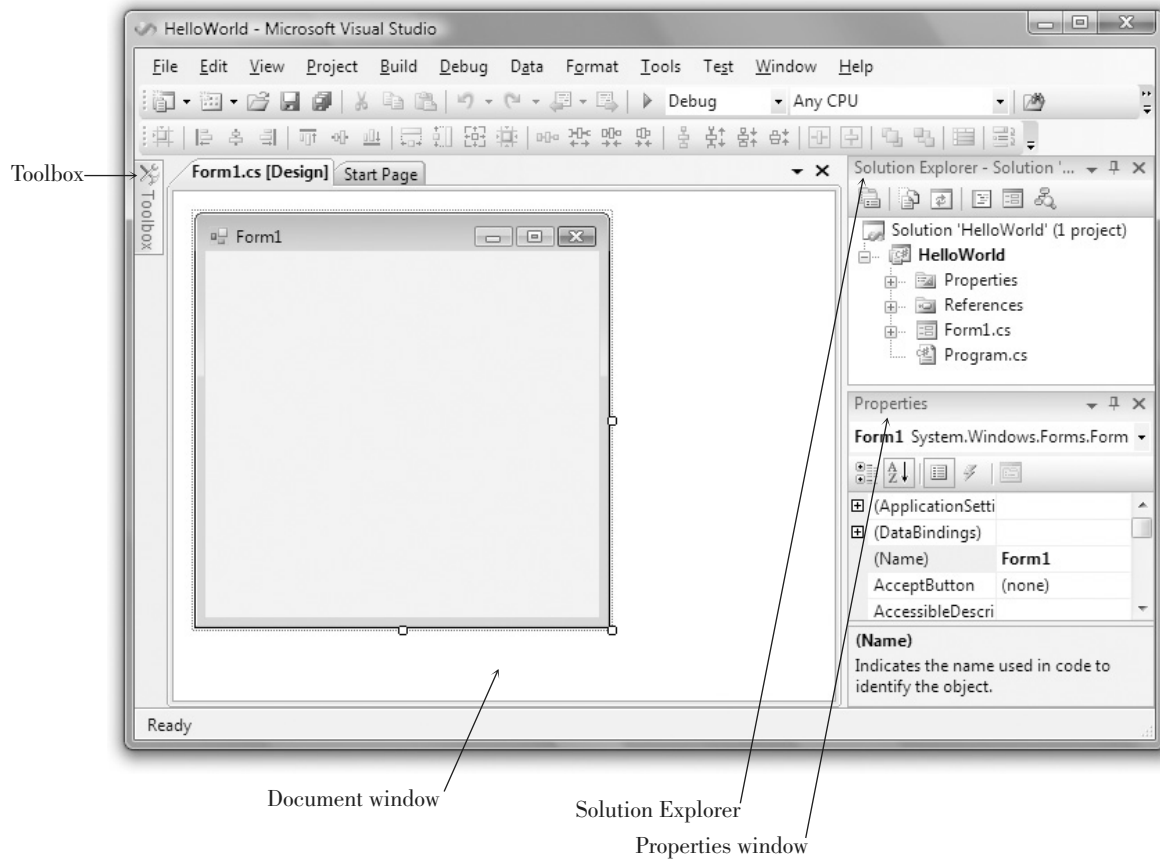 HelloWorld - Microsoft Visual Studio
File Edit View Project Build Debug Data Format Tools Test Window Help
Debug Any CPU
Toolbox
Toolbox
Form1.cs [Design] Start Page
Form1
Solution Explorer - Solution '...
Solution 'HelloWorld' (1 project)
HelloWorld
Properties
References
Form1.cs
Program.cs
Properties
Form1 System.Windows.Forms.Form
(ApplicationSetti
(DataBindings)
(Name) Form1
AcceptButton (none)
AccessibleDescri
(Name)
Indicates the name used in code to
identify the object.
Ready
Document window
Solution Explorer
Properties window